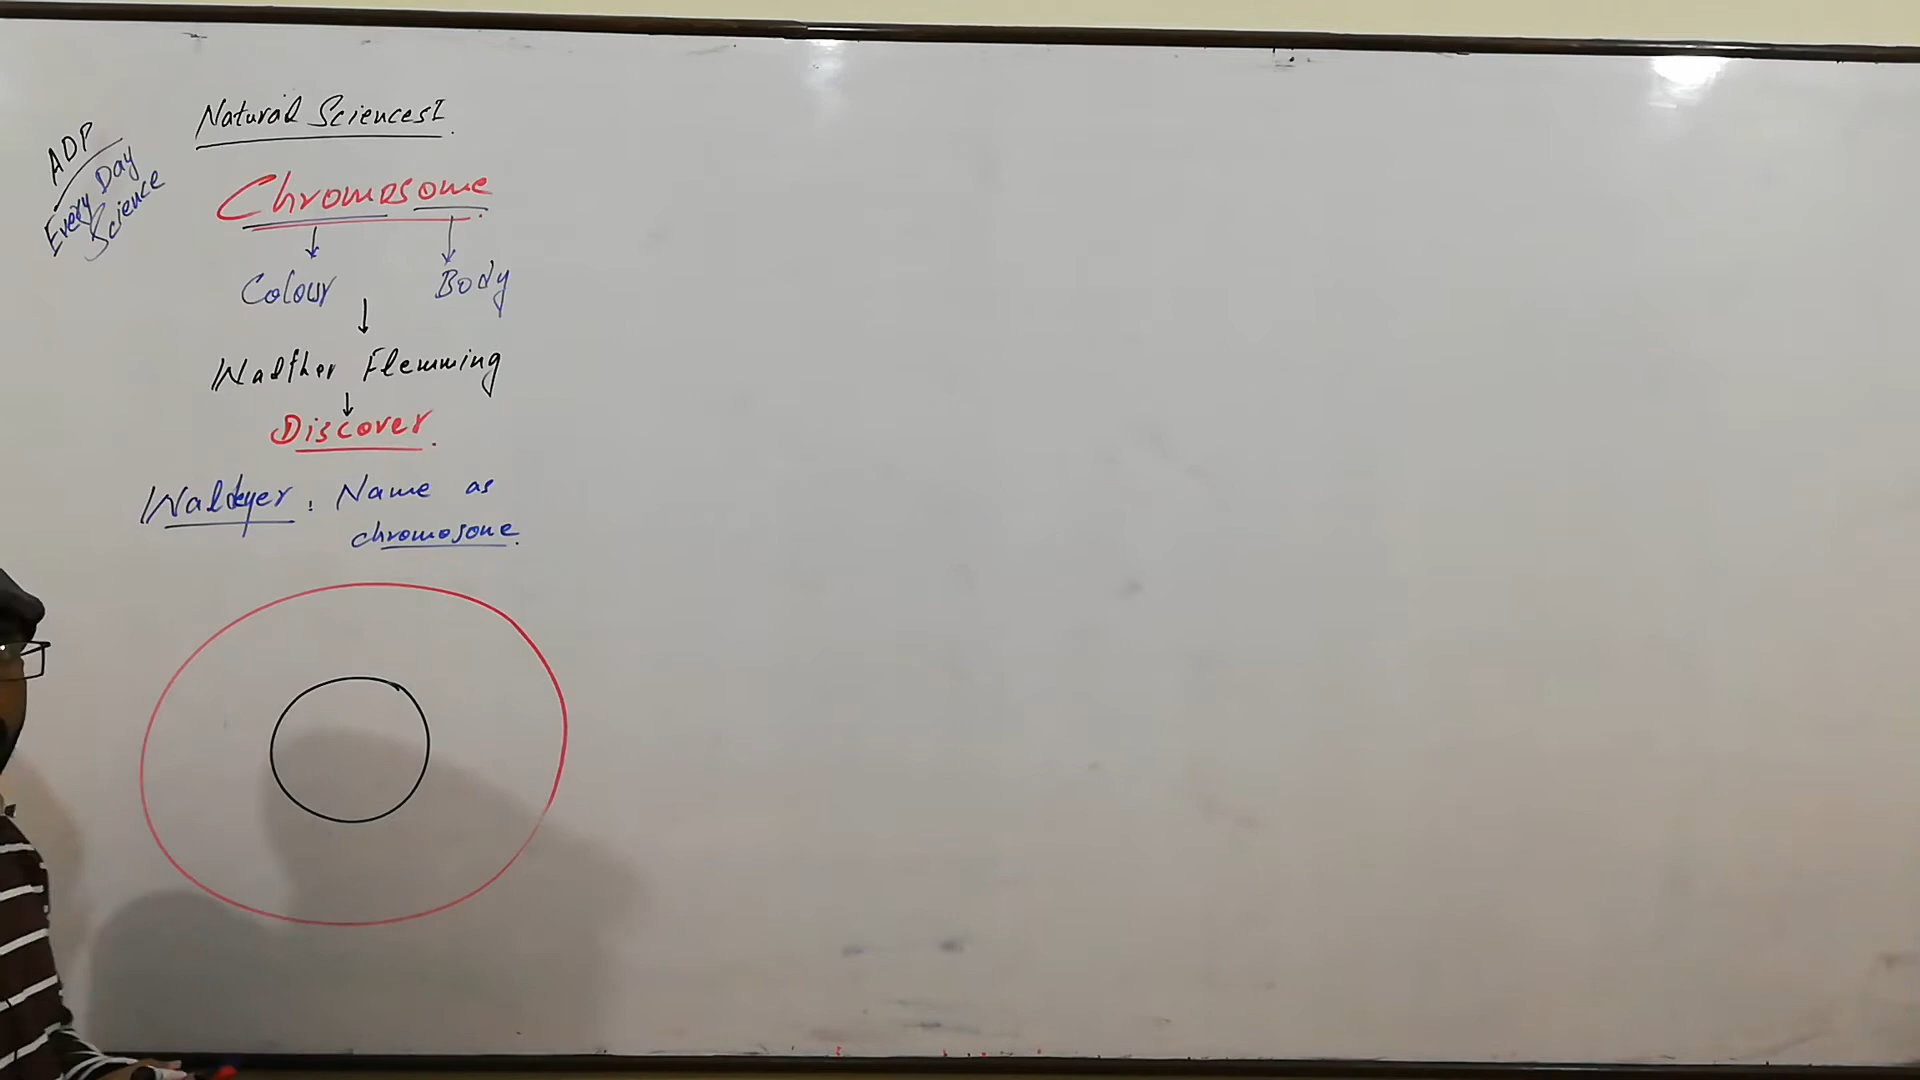 Natural Sciences I.
ADP
Every Day
Science
Chromosome
Colour Body
Walther Flemming
Discover.
Waldeyer : Name as
chromosome.